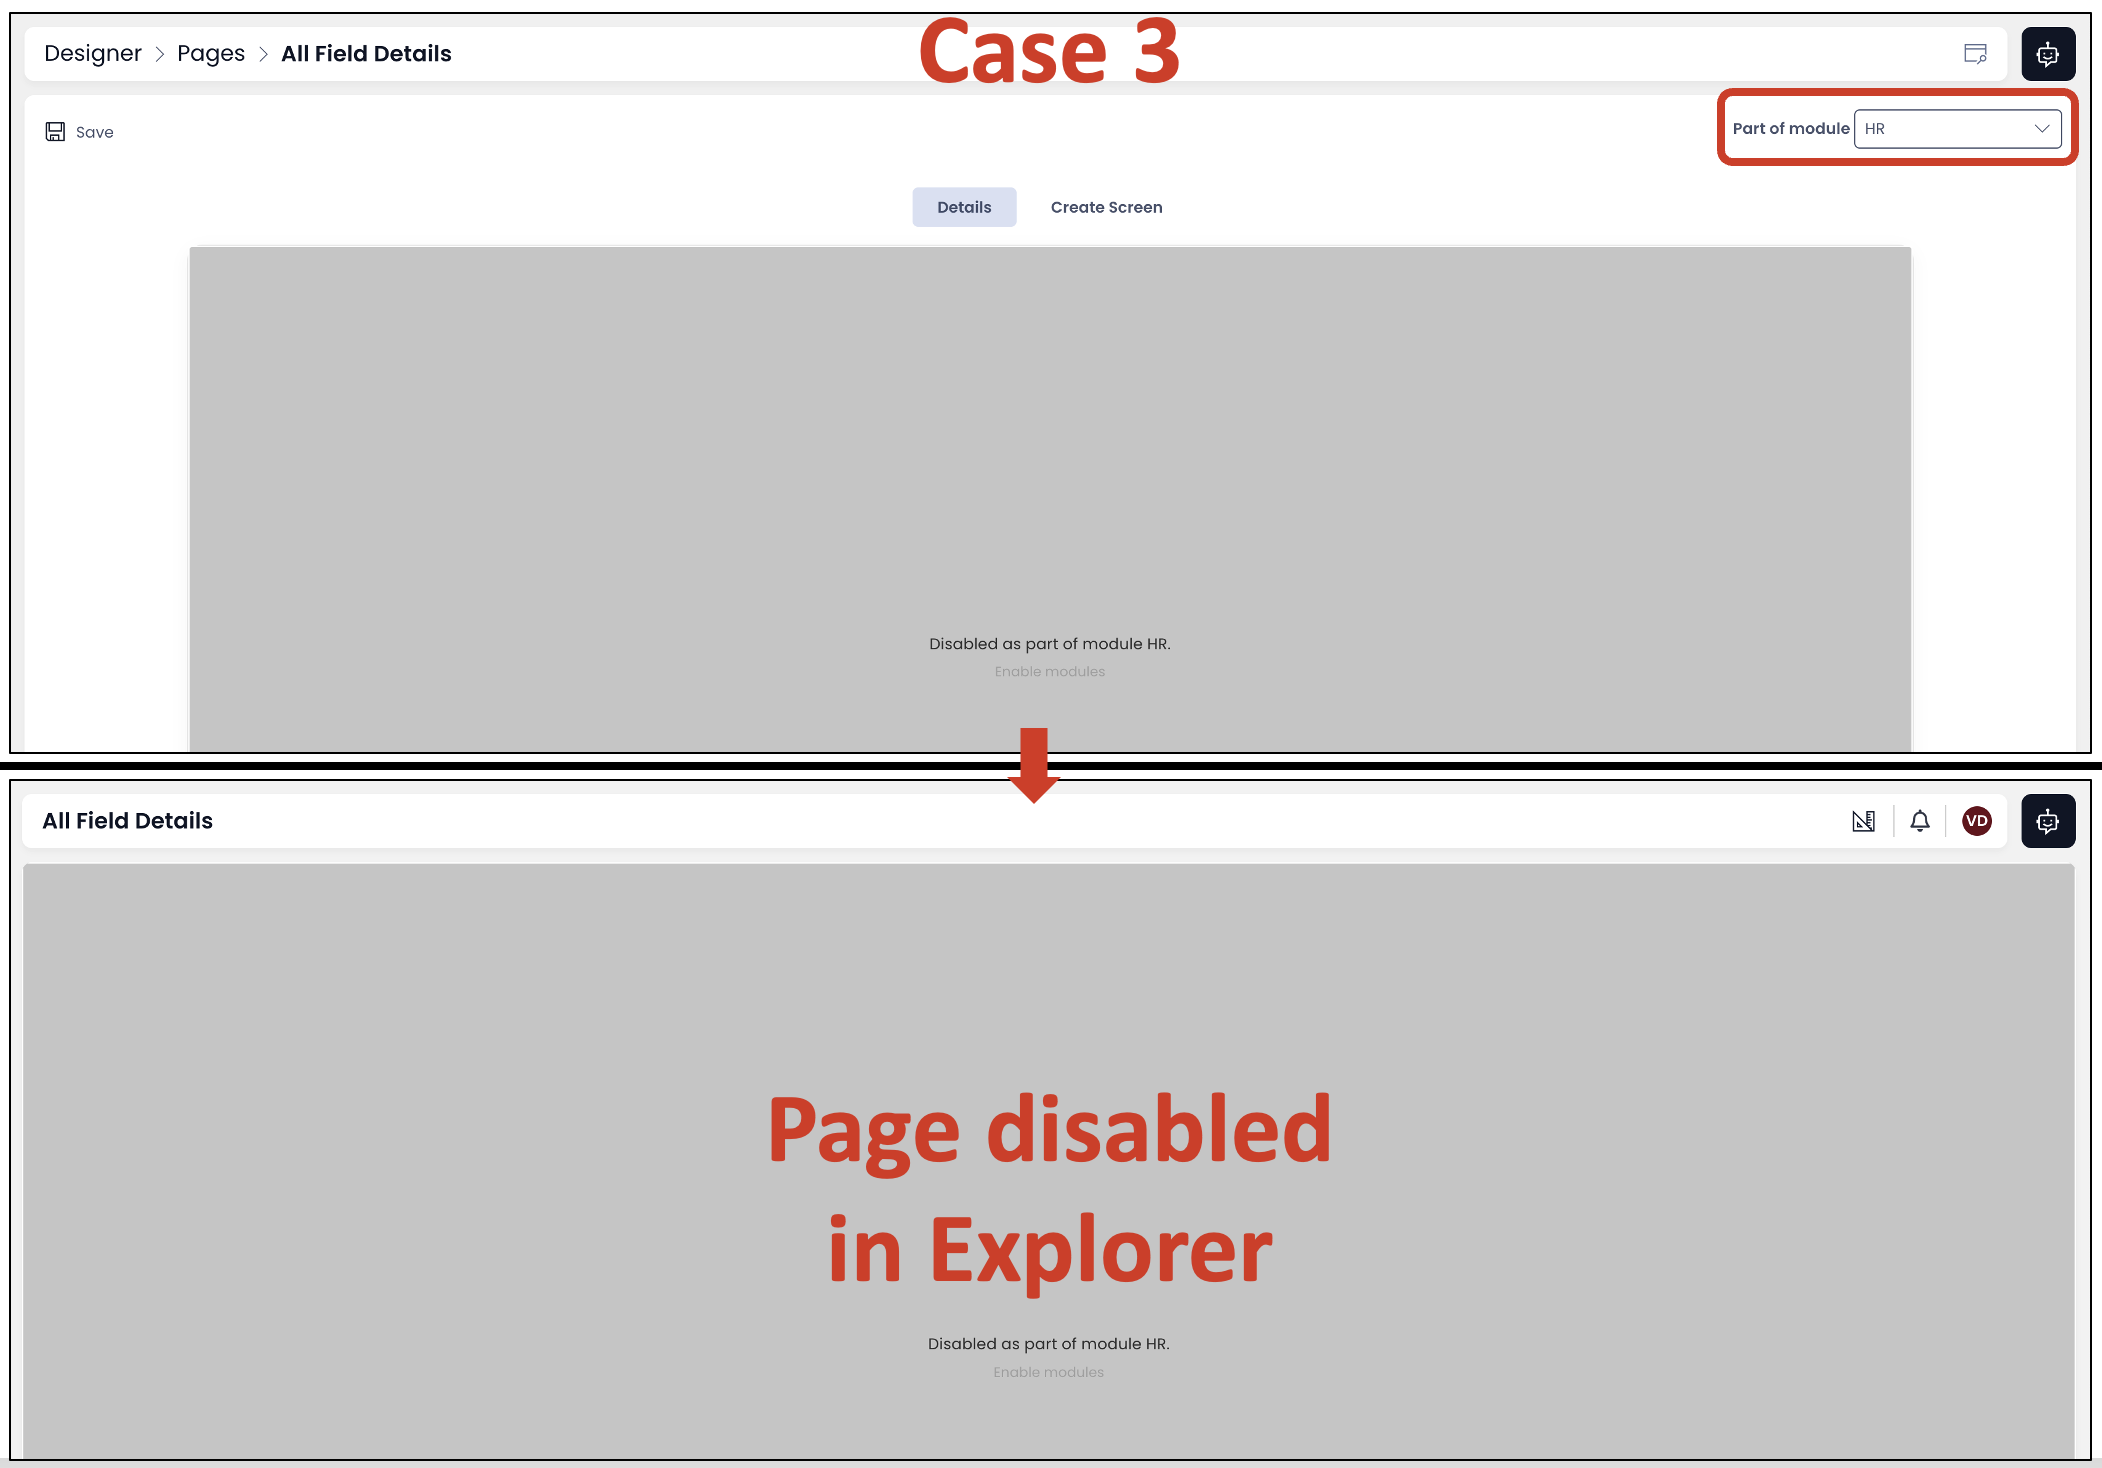 Case 3
Designer > Pages > All Field Details
Save
Part of module HR
Details Create Screen
Disabled as part of module HR.
Enable modules
All Field Details
VD
Page disabled
in Explorer
Disabled as part of module HR.
Enable modules